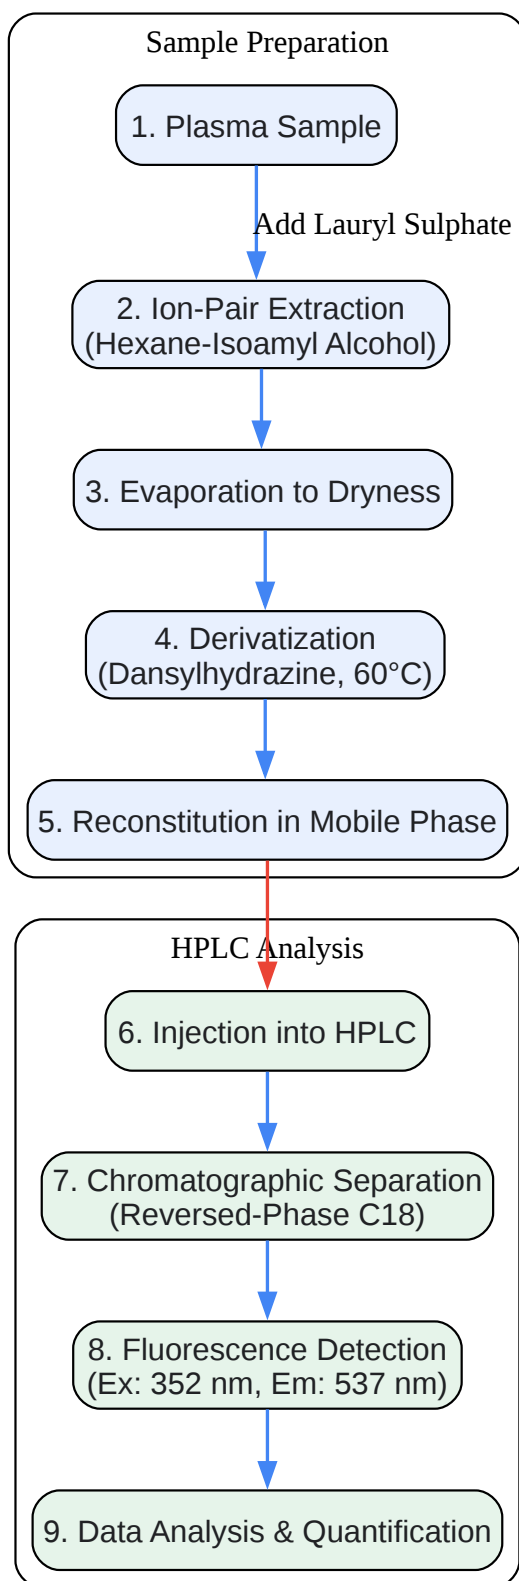 Sample Preparation
1. Plasma Sample
Add Lauryl Sulphate
2. Ion-Pair Extraction
(Hexane-Isoamyl Alcohol)
3. Evaporation to Dryness
4. Derivatization
(Dansylhydrazine, 60°C)
5. Reconstitution in Mobile Phase
HPLC Analysis
6. Injection into HPLC
7. Chromatographic Separation
(Reversed-Phase C18)
8. Fluorescence Detection
(Ex: 352 nm, Em: 537 nm)
9. Data Analysis & Quantification